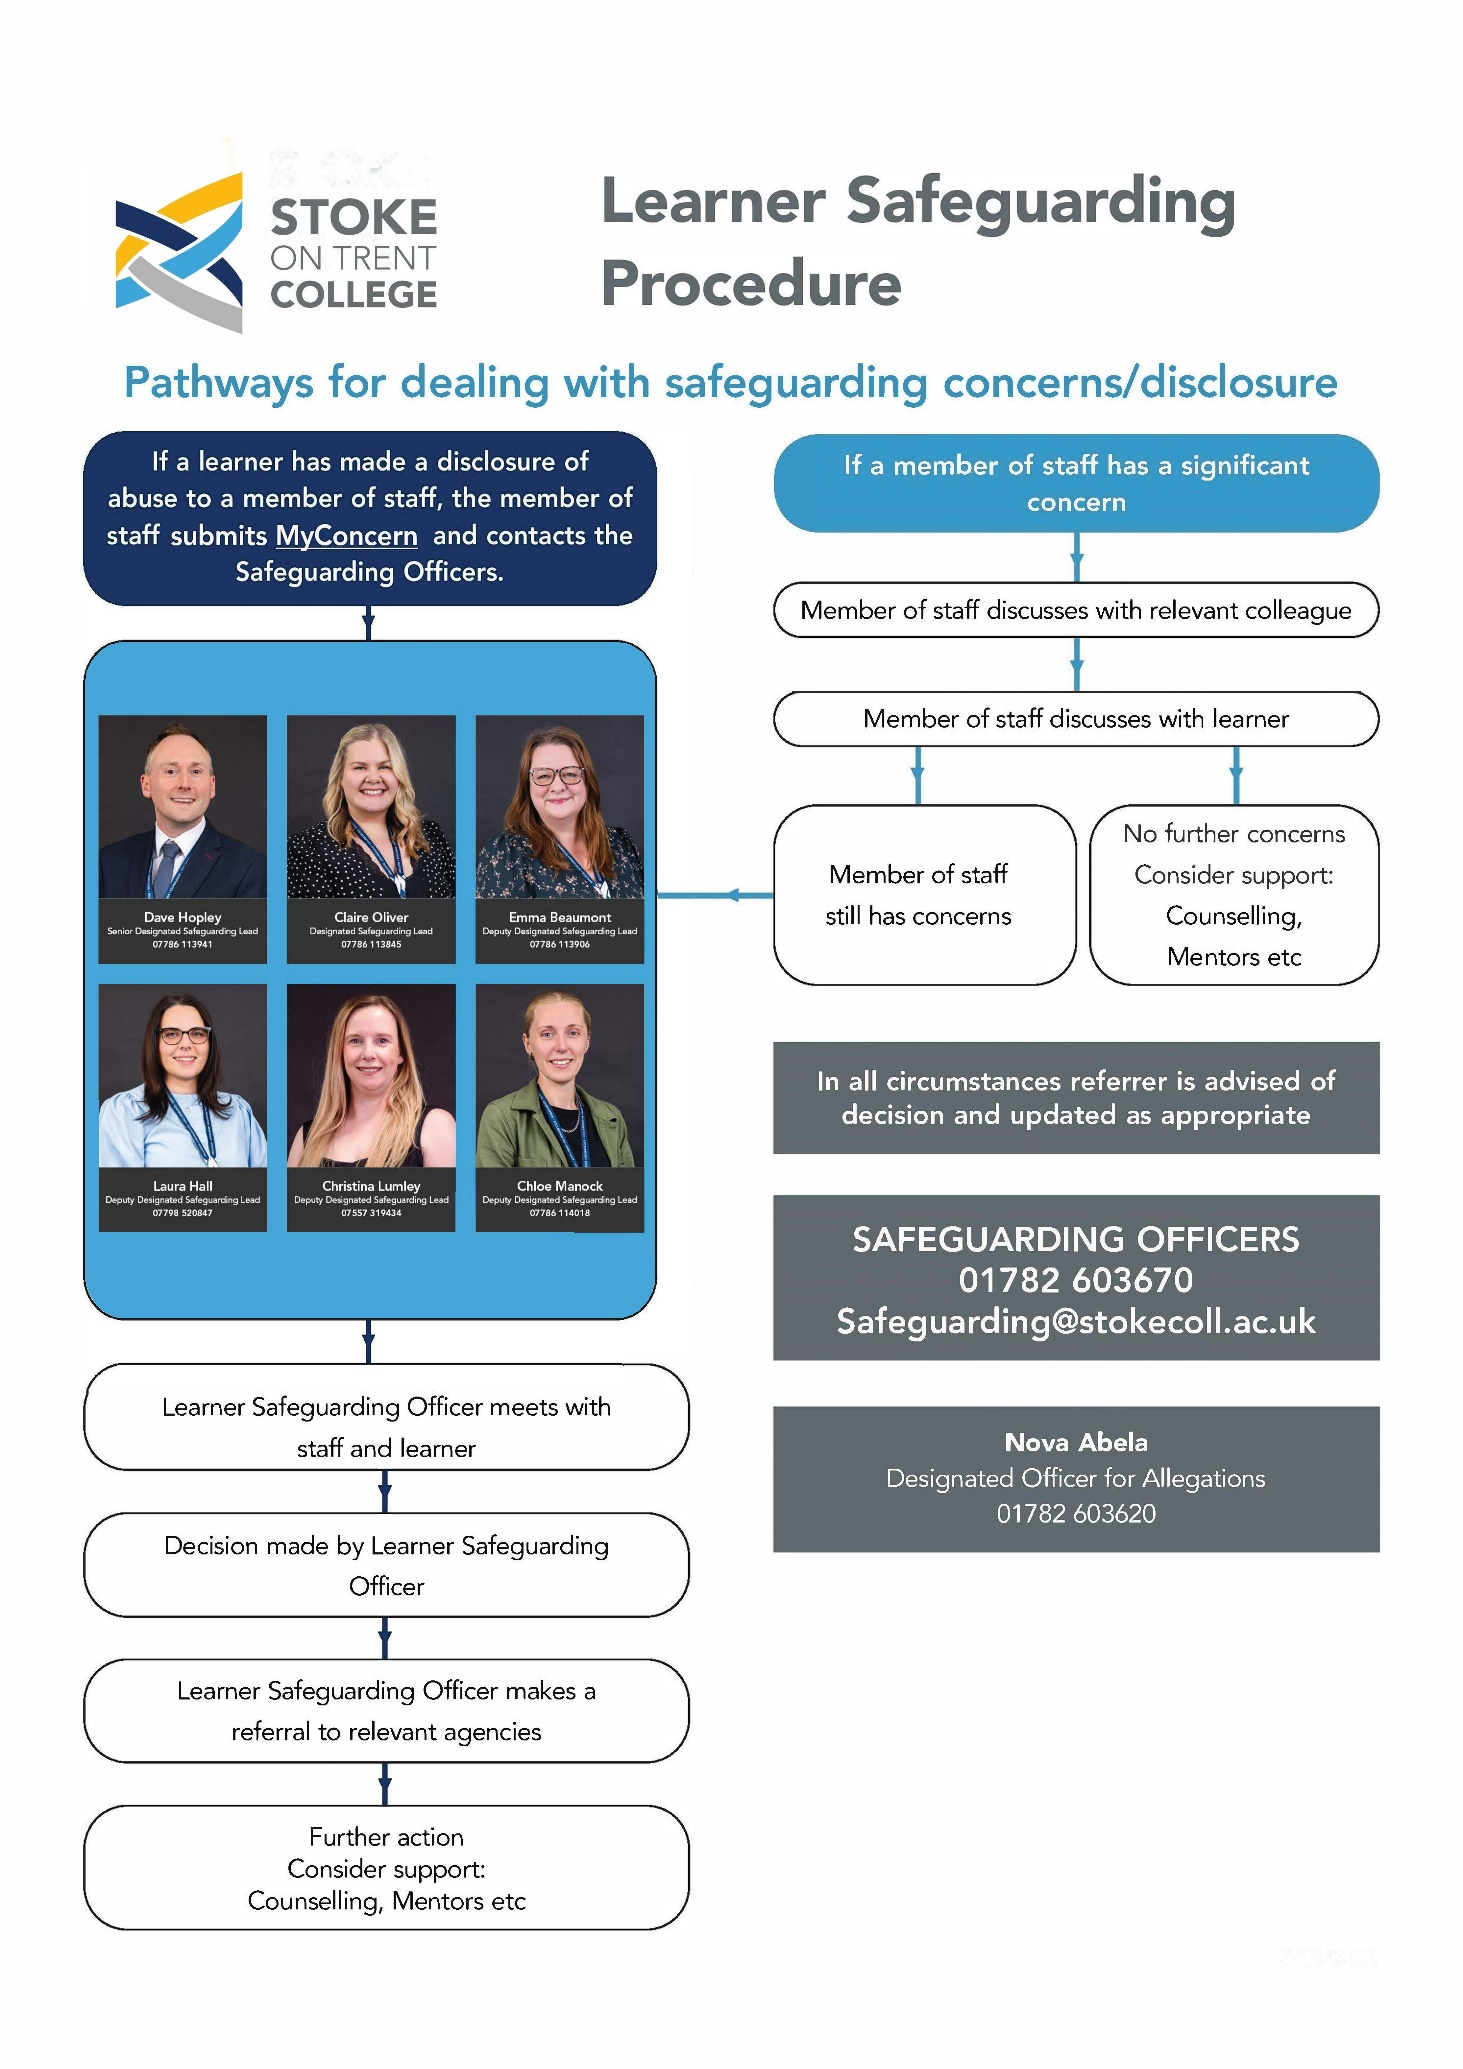 STOKE
ON TRENT
COLLEGE
Learner Safeguarding
Procedure
Pathways for dealing with safeguarding concerns/disclosure
If a learner has made a disclosure of
abuse to a member of staff, the member of
staff submits MyConcern and contacts the
Safeguarding Officers.
Dave Hopley
Senior Designated Safeguarding Lead
07786 113941
Claire Oliver
Designated Safeguarding Lead
07786 113845
Emma Beaumont
Deputy Designated Safeguarding Lead
07786 113906
Laura Hall
Deputy Designated Safeguarding Lead
07798 520847
Christina Lumley
Deputy Designated Safeguarding Lead
07557 319434
Chloe Manock
Deputy Designated Safeguarding Lead
07786 114018
Learner Safeguarding Officer meets with
staff and learner
Decision made by Learner Safeguarding
Officer
Learner Safeguarding Officer makes a
referral to relevant agencies
Further action
Consider support:
Counselling, Mentors etc
If a member of staff has a significant
concern
Member of staff discusses with relevant colleague
Member of staff discusses with learner
Member of staff
still has concerns
No further concerns
Consider support:
Counselling,
Mentors etc
In all circumstances referrer is advised of
decision and updated as appropriate
SAFEGUARDING OFFICERS
01782 603670
Safeguarding@stokecoll.ac.uk
Nova Abela
Designated Officer for Allegations
01782 603620